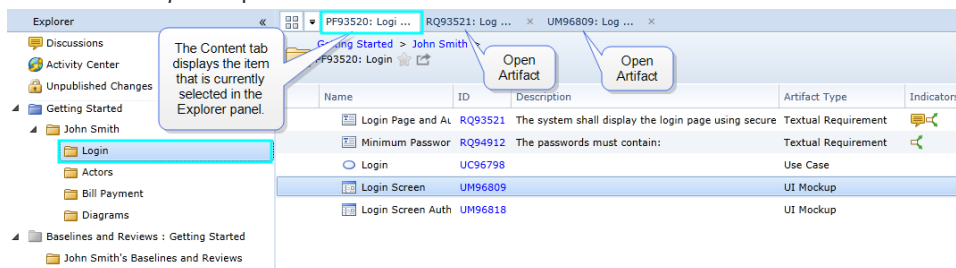 Explorer «
PF93520: Logi ... RQ93521: Log ... × UM96809: Log ... ×
Discussions
Activity Center
Unpublished Changes
Getting Started
John Smith
Login
Actors
Bill Payment
Diagrams
Baselines and Reviews : Getting Started
John Smith's Baselines and Reviews
The Content tab
displays the item
that is currently
selected in the
Explorer panel.
Getting Started > John Smith >
PF93520: Login
Open
Artifact
Open
Artifact
Name ID Description Artifact Type Indicators
Login Page and Au RQ93521 The system shall display the login page using secure Textual Requirement
Minimum Passwor RQ94912 The passwords must contain: Textual Requirement
Login UC96798 Use Case
Login Screen UM96809 UI Mockup
Login Screen Auth UM96818 UI Mockup